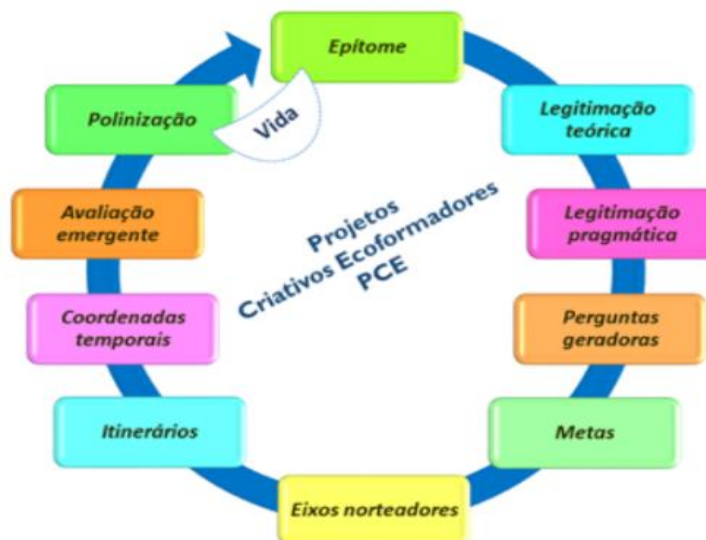 Epítome
Legitimação
teórica
Legitimação
pragmática
Perguntas
geradoras
Metas
Eixos norteadores
Itinerários
Coordenadas
temporais
Avaliação
emergente
Polinização
Vida
Projetos
Criativos Ecoformadores
PCE